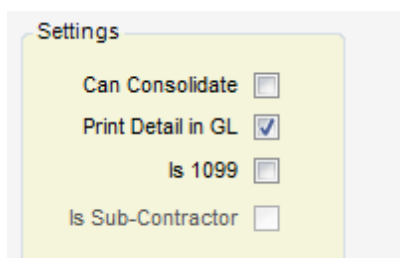 Settings
Can Consolidate
Print Detail in GL
Is 1099
Is Sub-Contractor